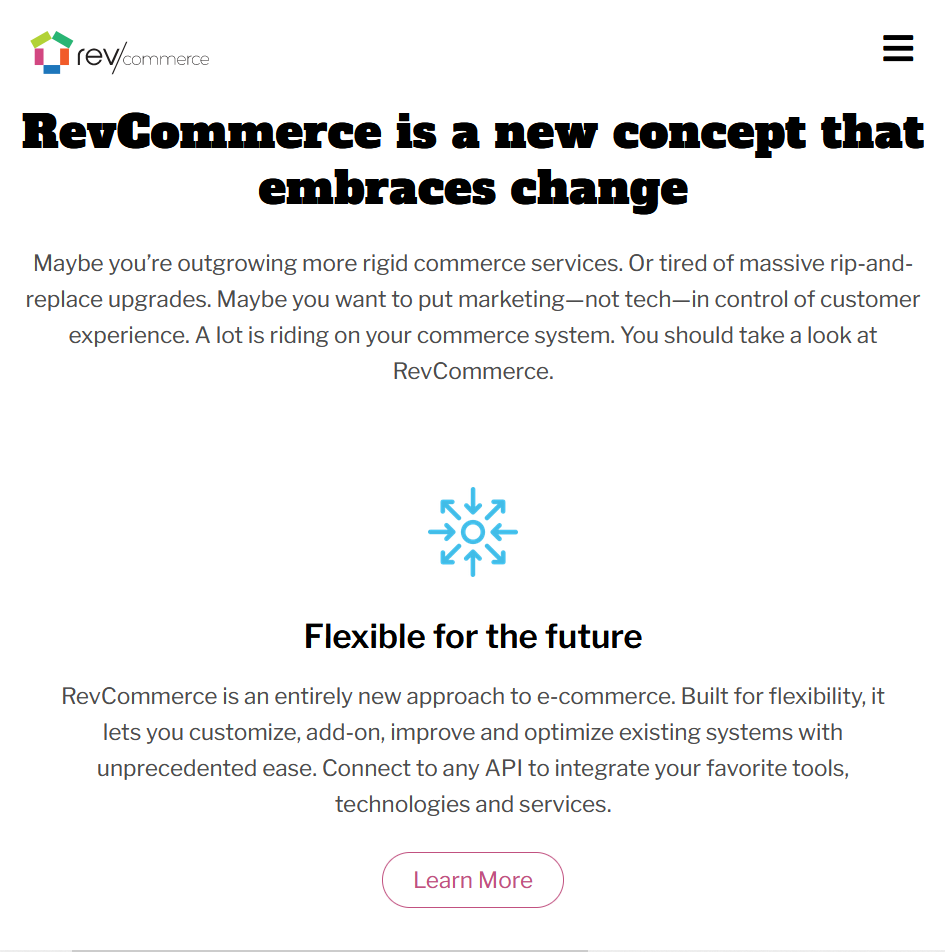 rev/commerce
RevCommerce is a new concept that
embraces change
Maybe you’re outgrowing more rigid commerce services. Or tired of massive rip-and-
replace upgrades. Maybe you want to put marketing—not tech—in control of customer
experience. A lot is riding on your commerce system. You should take a look at
RevCommerce.
Flexible for the future
RevCommerce is an entirely new approach to e-commerce. Built for flexibility, it
lets you customize, add-on, improve and optimize existing systems with
unprecedented ease. Connect to any API to integrate your favorite tools,
technologies and services.
Learn More